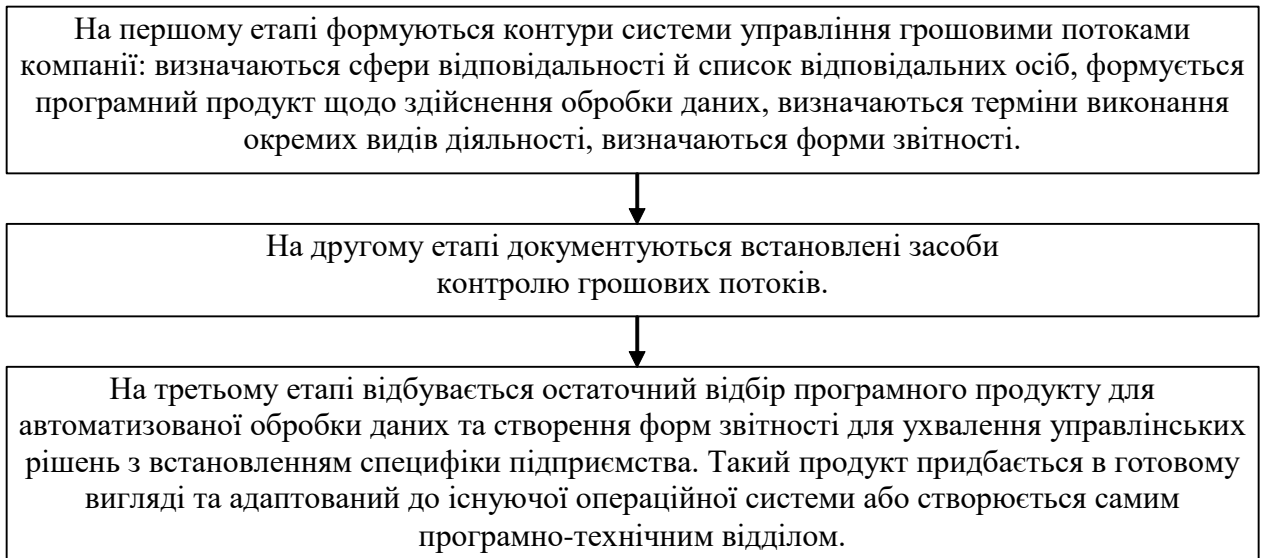 На першому етапі формуються контури системи управління грошовими потоками
компанії: визначаються сфери відповідальності й список відповідальних осіб, формується
програмний продукт щодо здійснення обробки даних, визначаються терміни виконання
окремих видів діяльності, визначаються форми звітності.
На другому етапі документуються встановлені засоби
контролю грошових потоків.
На третьому етапі відбувається остаточний відбір програмного продукту для
автоматизованої обробки даних та створення форм звітності для ухвалення управлінських
рішень з встановленням специфіки підприємства. Такий продукт придбається в готовому
вигляді та адаптований до існуючої операційної системи або створюється самим
програмно-технічним відділом.